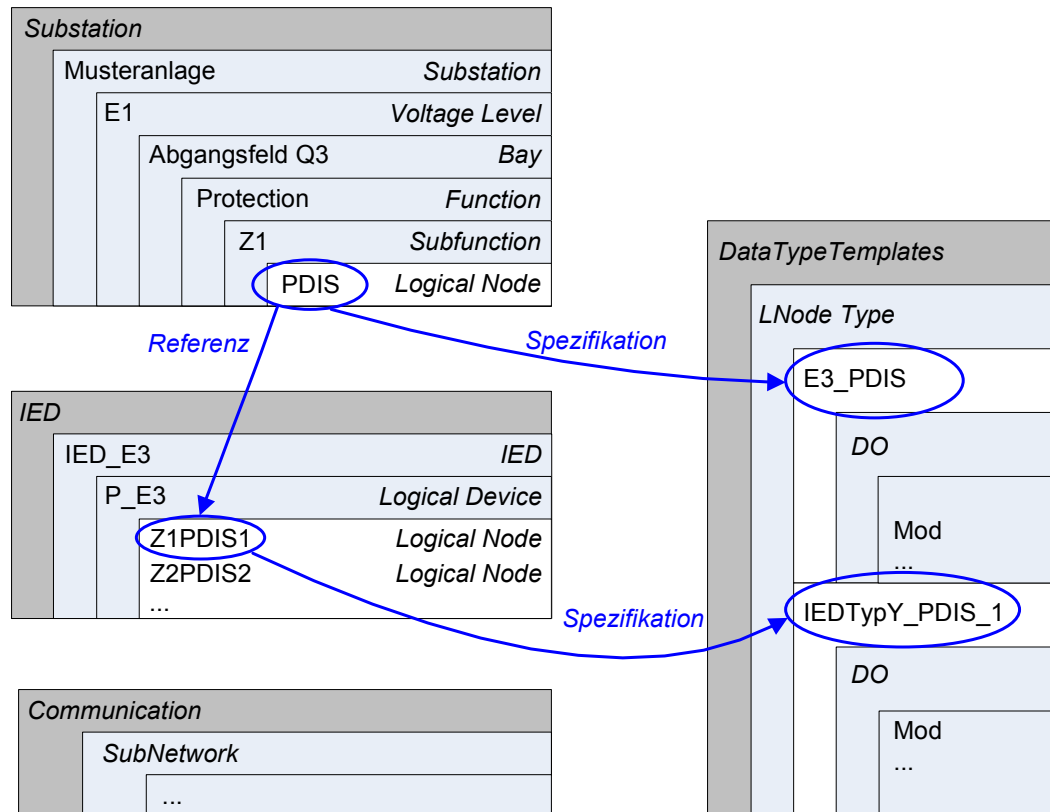 Substation
Musteranlage Substation
E1 Voltage Level
Abgangsfeld Q3 Bay
Protection Function
Z1 Subfunction
PDIS Logical Node
Referenz
Spezifikation
IED
IED_E3 IED
P_E3 Logical Device
Z1PDIS1 Logical Node
Z2PDIS2 Logical Node
...
Spezifikation
Communication
SubNetwork
...
DataTypeTemplates
LNode Type
E3_PDIS
DO
Mod
...
IEDTypY_PDIS_1
DO
Mod
...